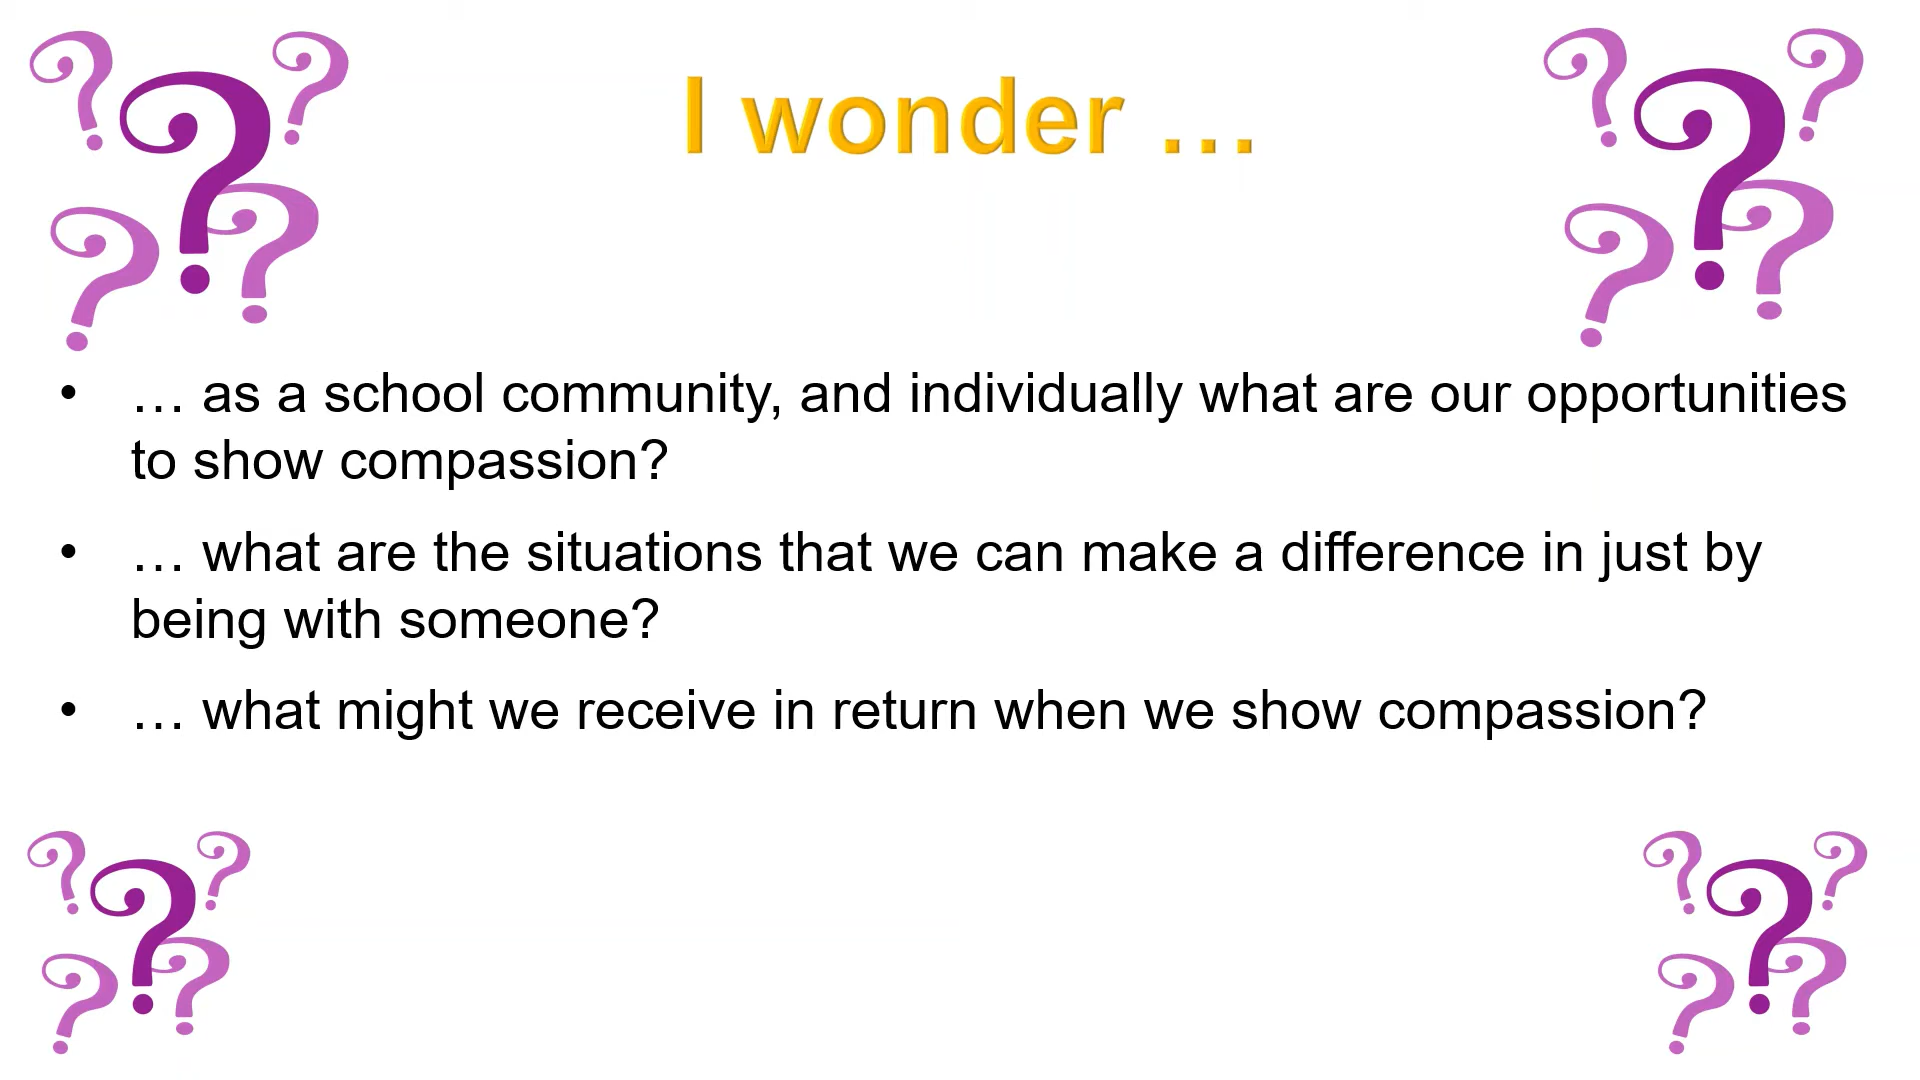 I wonder …
• … as a school community, and individually what are our opportunities
to show compassion?
• … what are the situations that we can make a difference in just by
being with someone?
• … what might we receive in return when we show compassion?